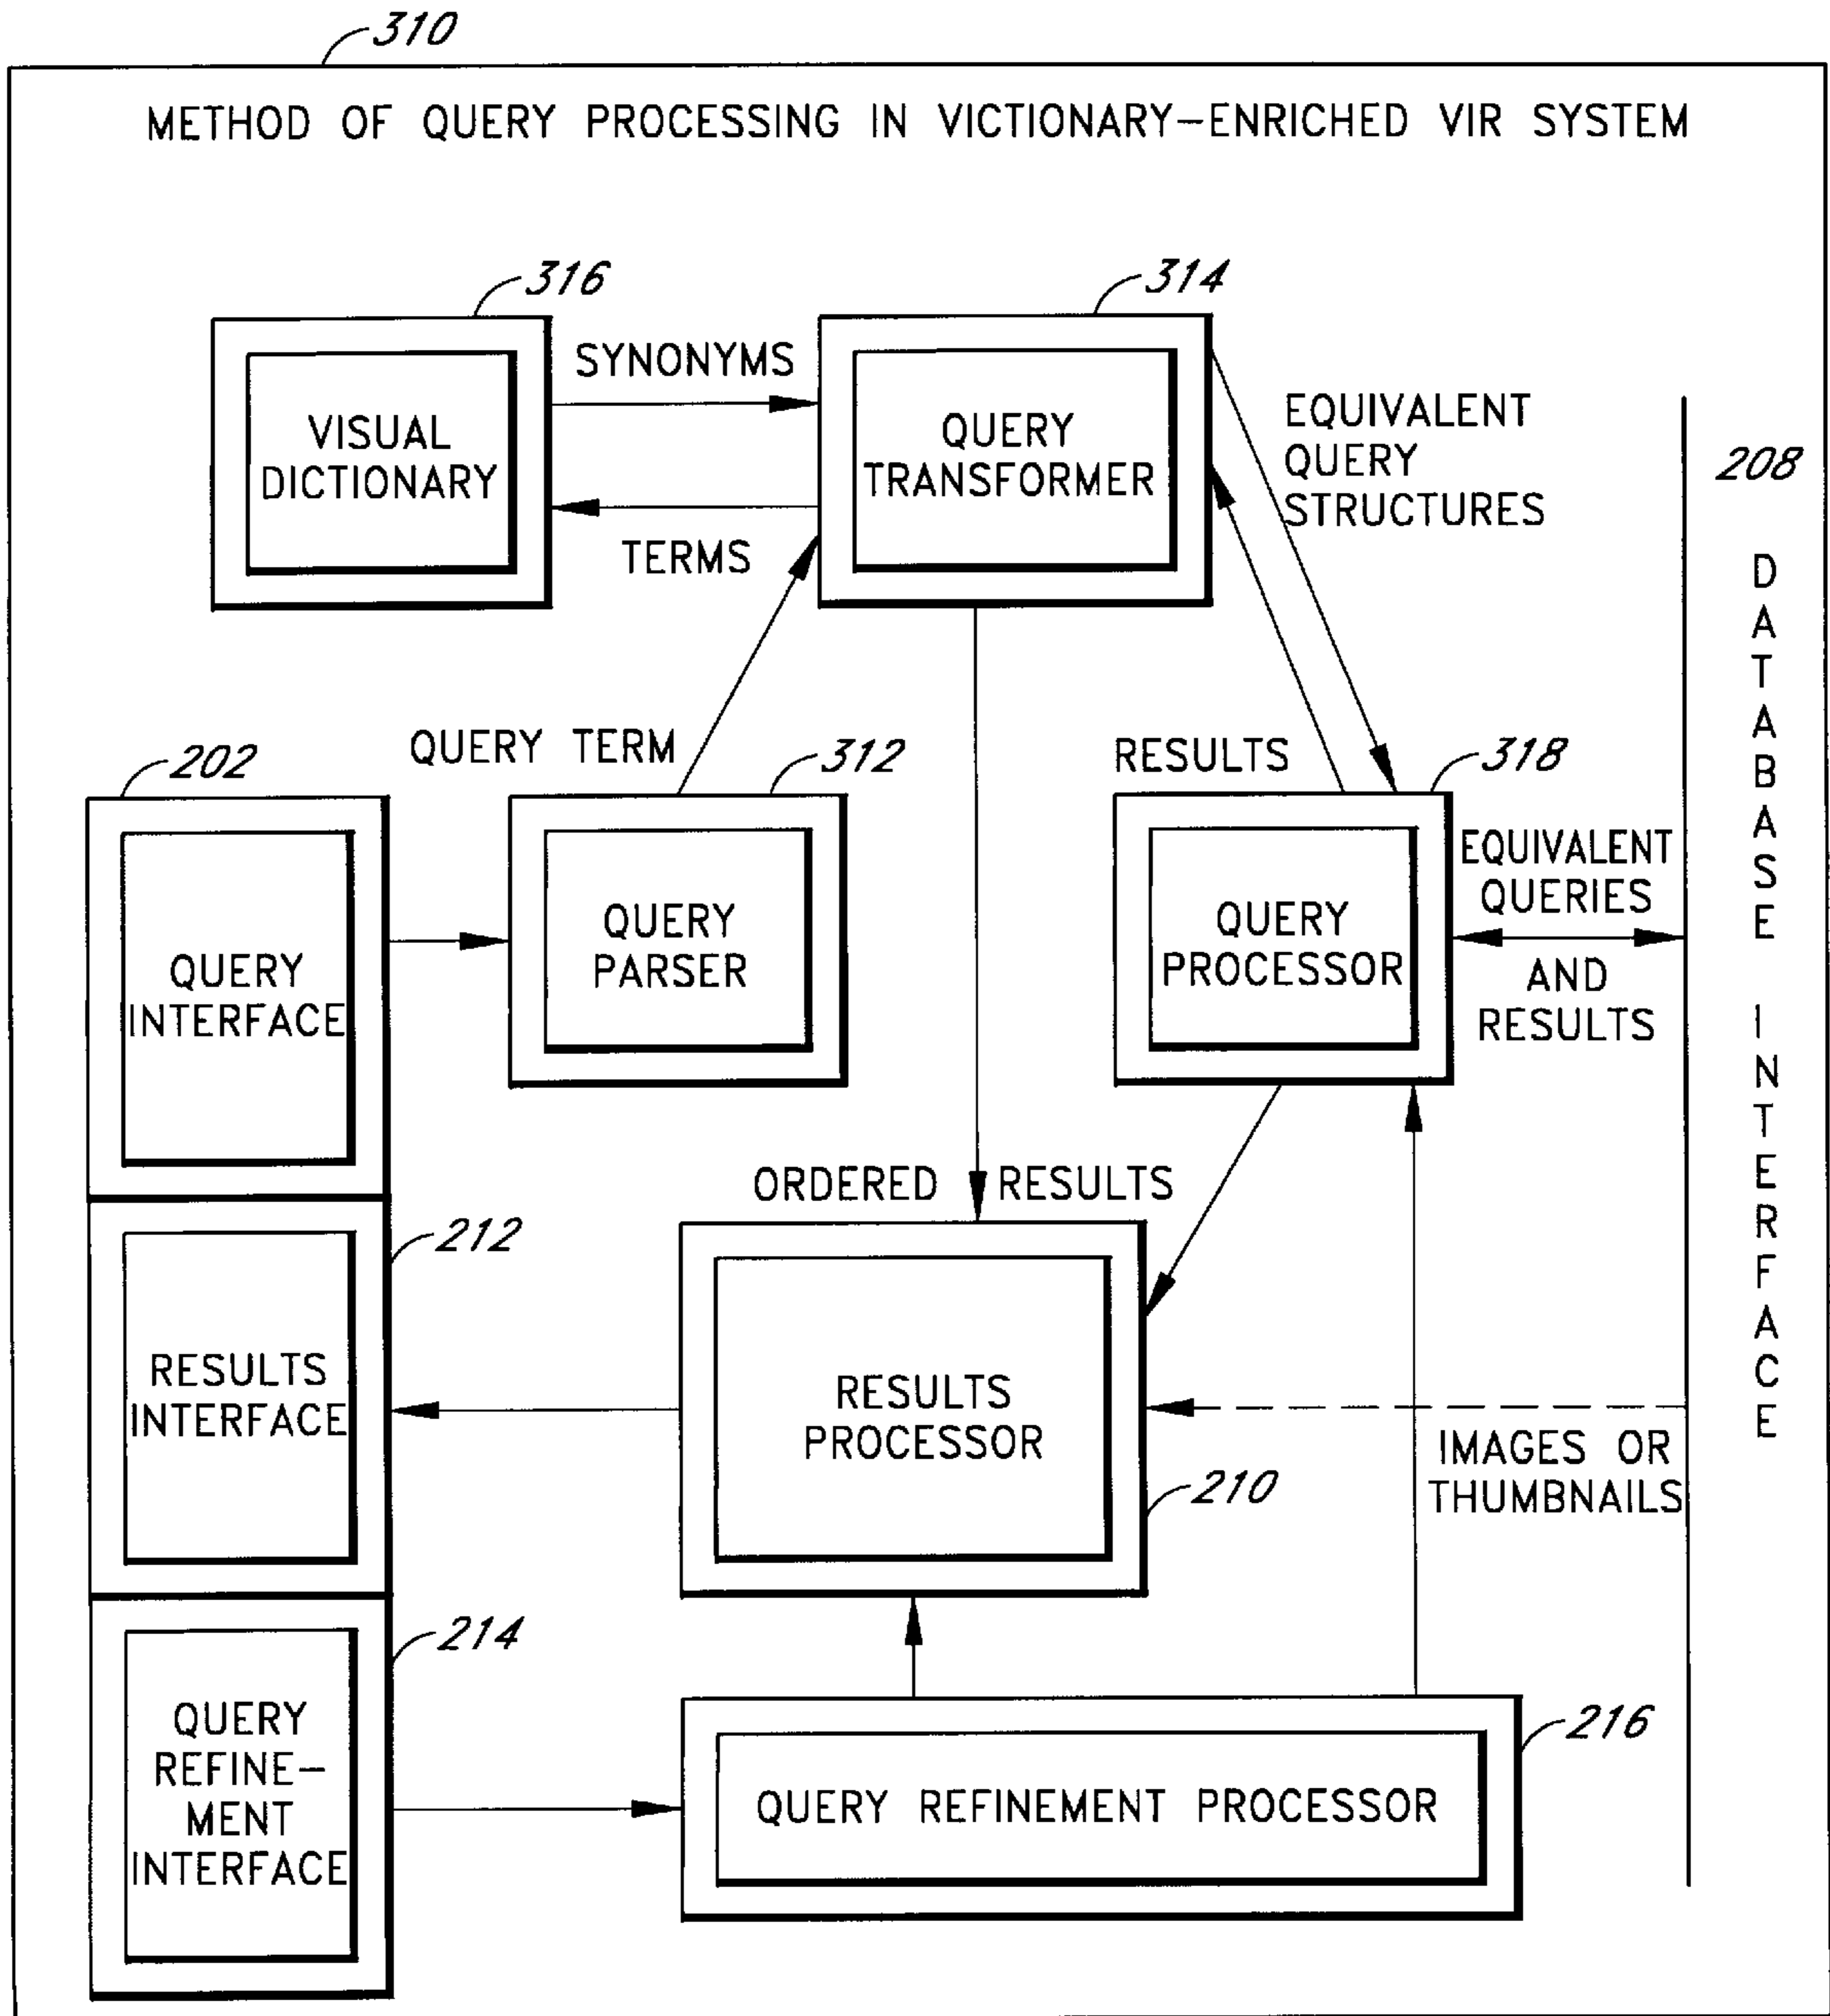 310
METHOD OF QUERY PROCESSING IN VICTIONARY-ENRICHED VIR SYSTEM
316
314
SYNONYMS
VISUAL
DICTIONARY
QUERY
TRANSFORMER
TERMS
EQUIVALENT
QUERY
STRUCTURES
208
DATABASE INTERFACE
QUERY TERM
202
312
RESULTS
318
QUERY
INTERFACE
QUERY
PARSER
QUERY
PROCESSOR
EQUIVALENT
QUERIES
AND
RESULTS
ORDERED RESULTS
212
RESULTS
INTERFACE
RESULTS
PROCESSOR
210
IMAGES OR
THUMBNAILS
214
QUERY
REFINE-
MENT
INTERFACE
216
QUERY REFINEMENT PROCESSOR